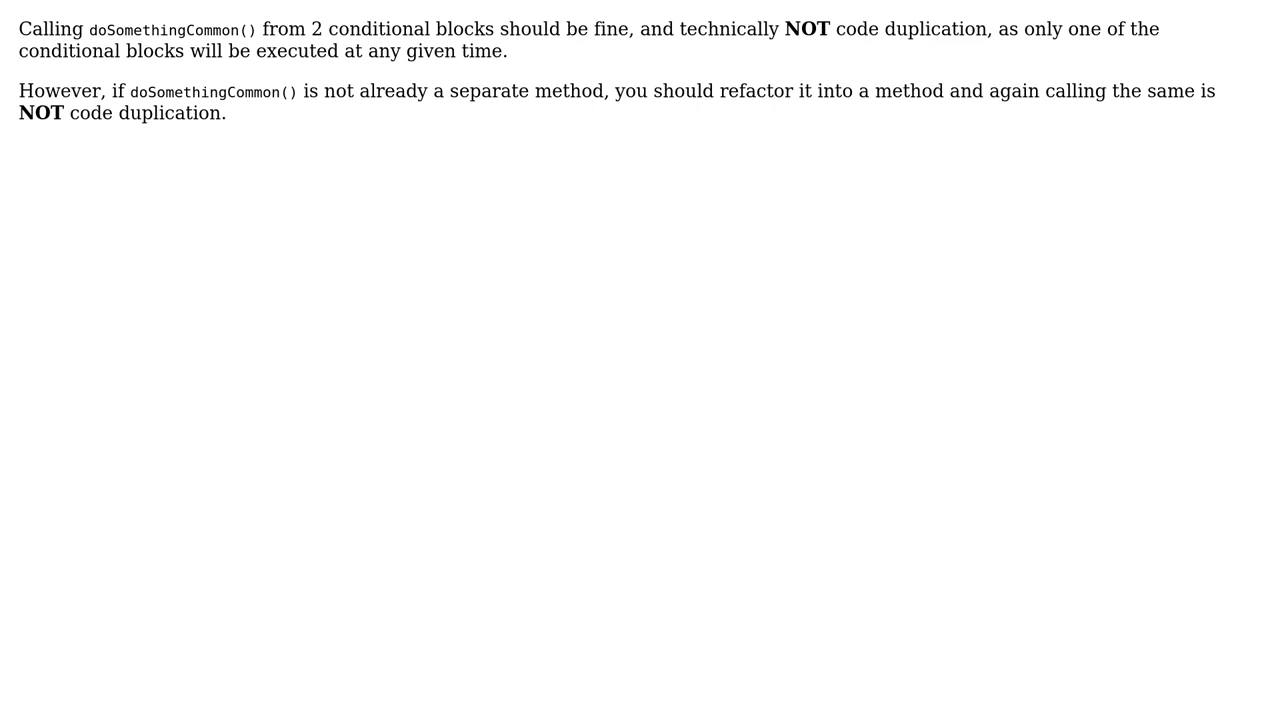 Calling doSomethingCommon() from 2 conditional blocks should be fine, and technically NOT code duplication, as only one of the
conditional blocks will be executed at any given time.
However, if doSomethingCommon() is not already a separate method, you should refactor it into a method and again calling the same is
NOT code duplication.